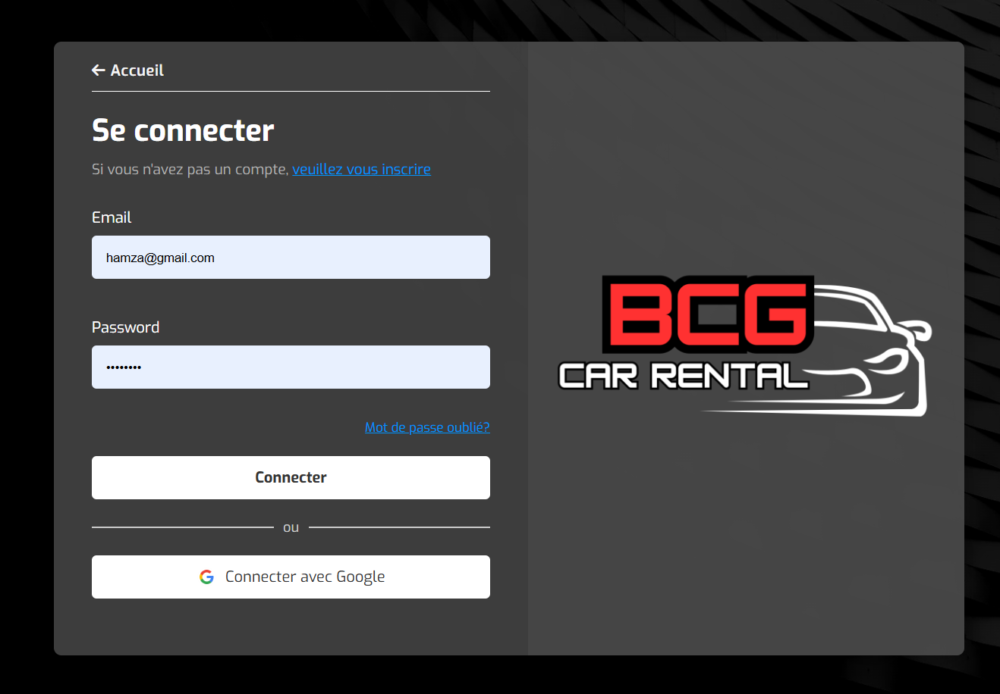 Accueil
Se connecter
Si vous n'avez pas un compte, veuillez vous inscrire
Email
hamza@gmail.com
Password
••••••••
Mot de passe oublié?
Connecter
ou
Connecter avec Google
BCG
CAR RENTAL